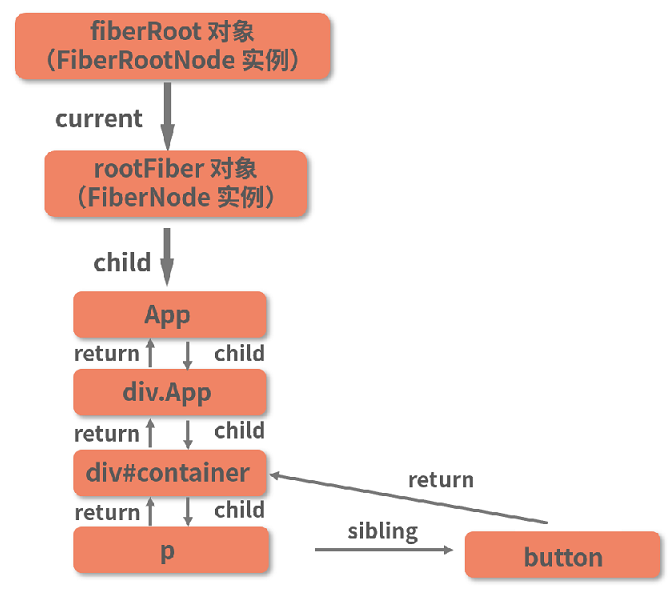 fiberRoot 对象
（FiberRootNode 实例）
current
rootFiber 对象
（FiberNode 实例）
child
App
return
child
div.App
return
child
div#container
return
return
child
sibling
p
button